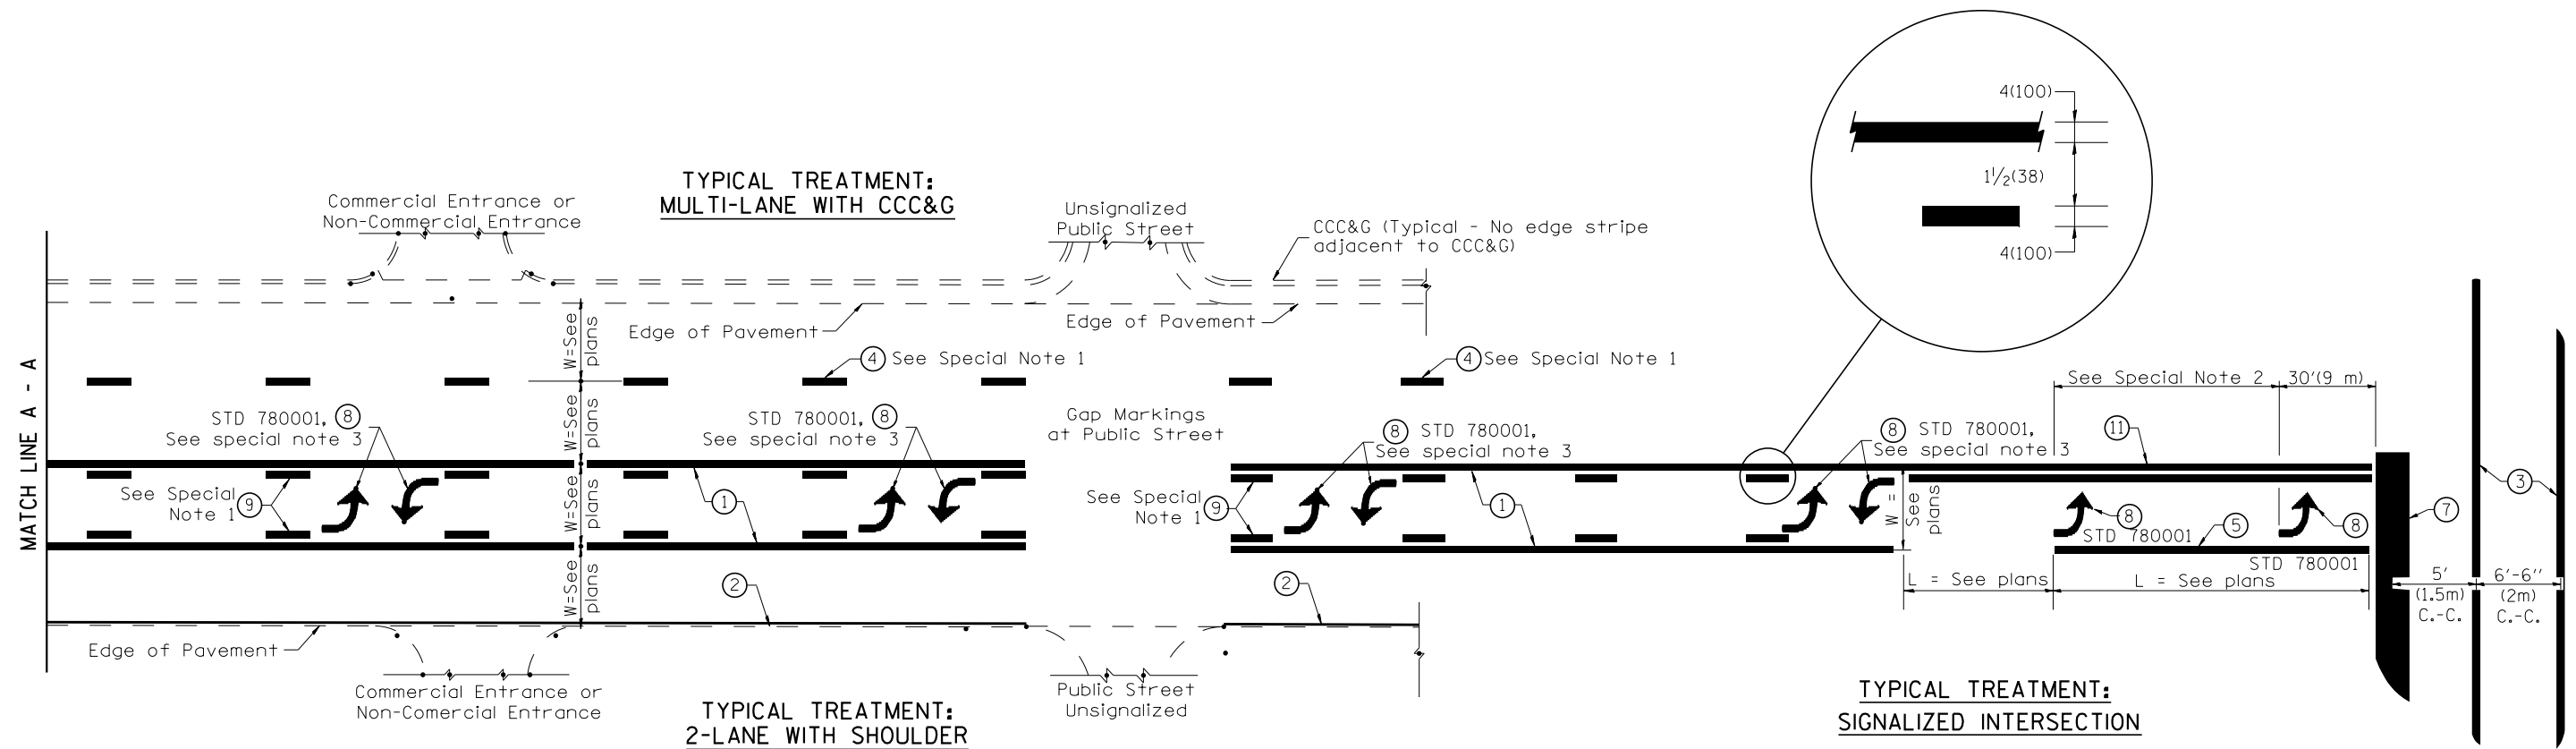 TYPICAL TREATMENT:
MULTI-LANE WITH CCC&G
Commercial Entrance or
Non-Commercial Entrance
Unsignalized
Public Street
CCC&G (Typical - No edge stripe
adjacent to CCC&G)
4(100)
1 1/2(38)
4(100)
Edge of Pavement
Edge of Pavement
MATCH LINE A - A
W=See
plans
W=See
plans
W=See
plans
W=See
plans
4 See Special Note 1
4 See Special Note 1
STD 780001, 8
See special note 3
STD 780001, 8
See special note 3
Gap Markings
at Public Street
8 STD 780001,
See special note 3
8 STD 780001,
See special note 3
See Special Note 2
30'(9 m)
11
See Special
Note 1
9
1
See Special
Note 1
9
1
W =
See
plans
8
STD 780001
5
8
STD 780001
3
7
L = See plans
L = See plans
5'
(1.5m)
C.-C.
6'-6''
(2m)
C.-C.
2
2
Edge of Pavement
Commercial Entrance or
Non-Comercial Entrance
Public Street
Unsignalized
TYPICAL TREATMENT:
2-LANE WITH SHOULDER
TYPICAL TREATMENT:
SIGNALIZED INTERSECTION